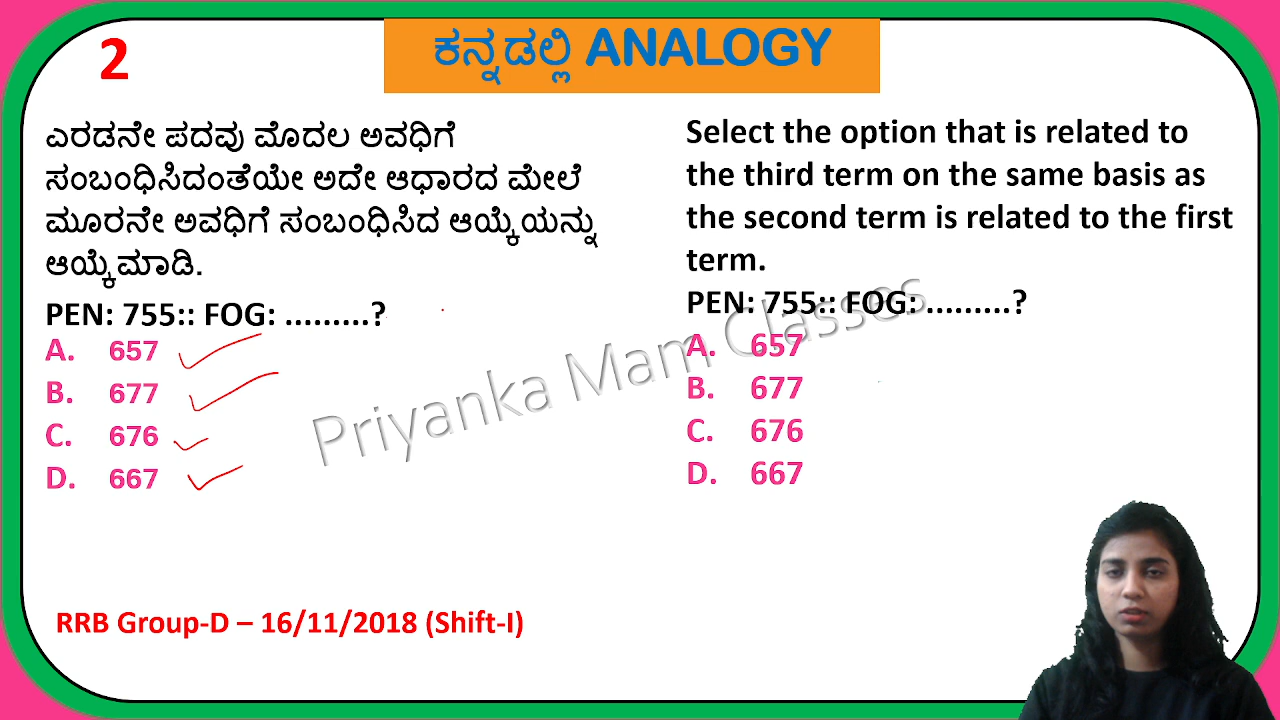 2
ಕನ್ನಡಲ್ಲಿ ANALOGY
ಎರಡನೇ ಪದವು ಮೊದಲ ಅವಧಿಗೆ
ಸಂಬಂಧಿಸಿದಂತೆಯೇ ಅದೇ ಆಧಾರದ ಮೇಲೆ
ಮೂರನೇ ಅವಧಿಗೆ ಸಂಬಂಧಿಸಿದ ಆಯ್ಕೆಯನ್ನು
ಆಯ್ಕೆಮಾಡಿ.
PEN: 755:: FOG: .........?
A. 657
B. 677
C. 676
D. 667
RRB Group-D – 16/11/2018 (Shift-I)
Select the option that is related to
the third term on the same basis as
the second term is related to the first
term.
PEN: 755:: FOG: .........?
A. 657
B. 677
C. 676
D. 667
Priyanka Mam Classes